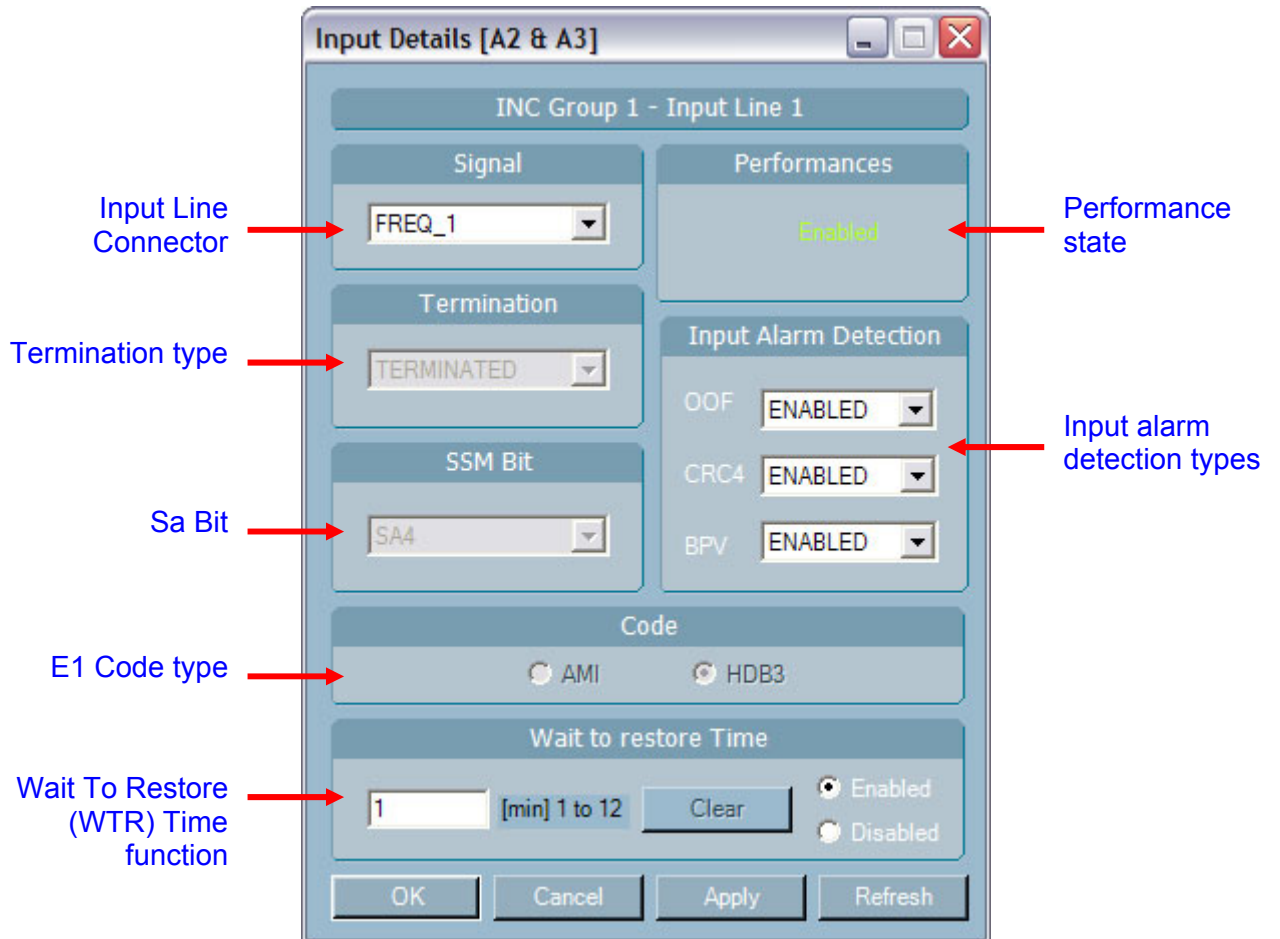 Input Details [A2 & A3]
INC Group 1 - Input Line 1
Signal
FREQ_1
Performances
Enabled
Termination
TERMINATED
Input Alarm Detection
OOF ENABLED
CRC4 ENABLED
BPV ENABLED
SSM Bit
SA4
Code
AMI HDB3
Wait to restore Time
1 [min] 1 to 12 Clear
Enabled
Disabled
OK Cancel Apply Refresh
Input Line
Connector
Termination type
Sa Bit
E1 Code type
Wait To Restore
(WTR) Time
function
Performance
state
Input alarm
detection types